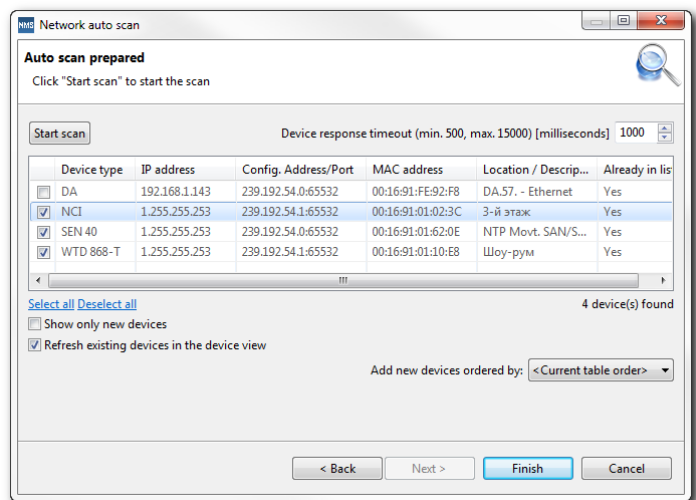 NMS Network auto scan
Auto scan prepared
Click "Start scan" to start the scan
Start scan Device response timeout (min. 500, max. 15000) [milliseconds] 1000
Device type IP address Config. Address/Port MAC address Location / Descrip... Already in lis
DA 192.168.1.143 239.192.54.0:65532 00:16:91:FE:92:F8 DA.57. - Ethernet Yes
NCI 1.255.255.253 239.192.54.1:65532 00:16:91:01:02:3C 3-й этаж Yes
SEN 40 1.255.255.253 239.192.54.0:65532 00:16:91:01:62:0E NTP Movt. SAN/S... Yes
WTD 868-T 1.255.255.253 239.192.54.1:65532 00:16:91:01:10:E8 Шоу-рум Yes
Select all Deselect all 4 device(s) found
Show only new devices
Refresh existing devices in the device view
Add new devices ordered by: <Current table order>
< Back Next > Finish Cancel